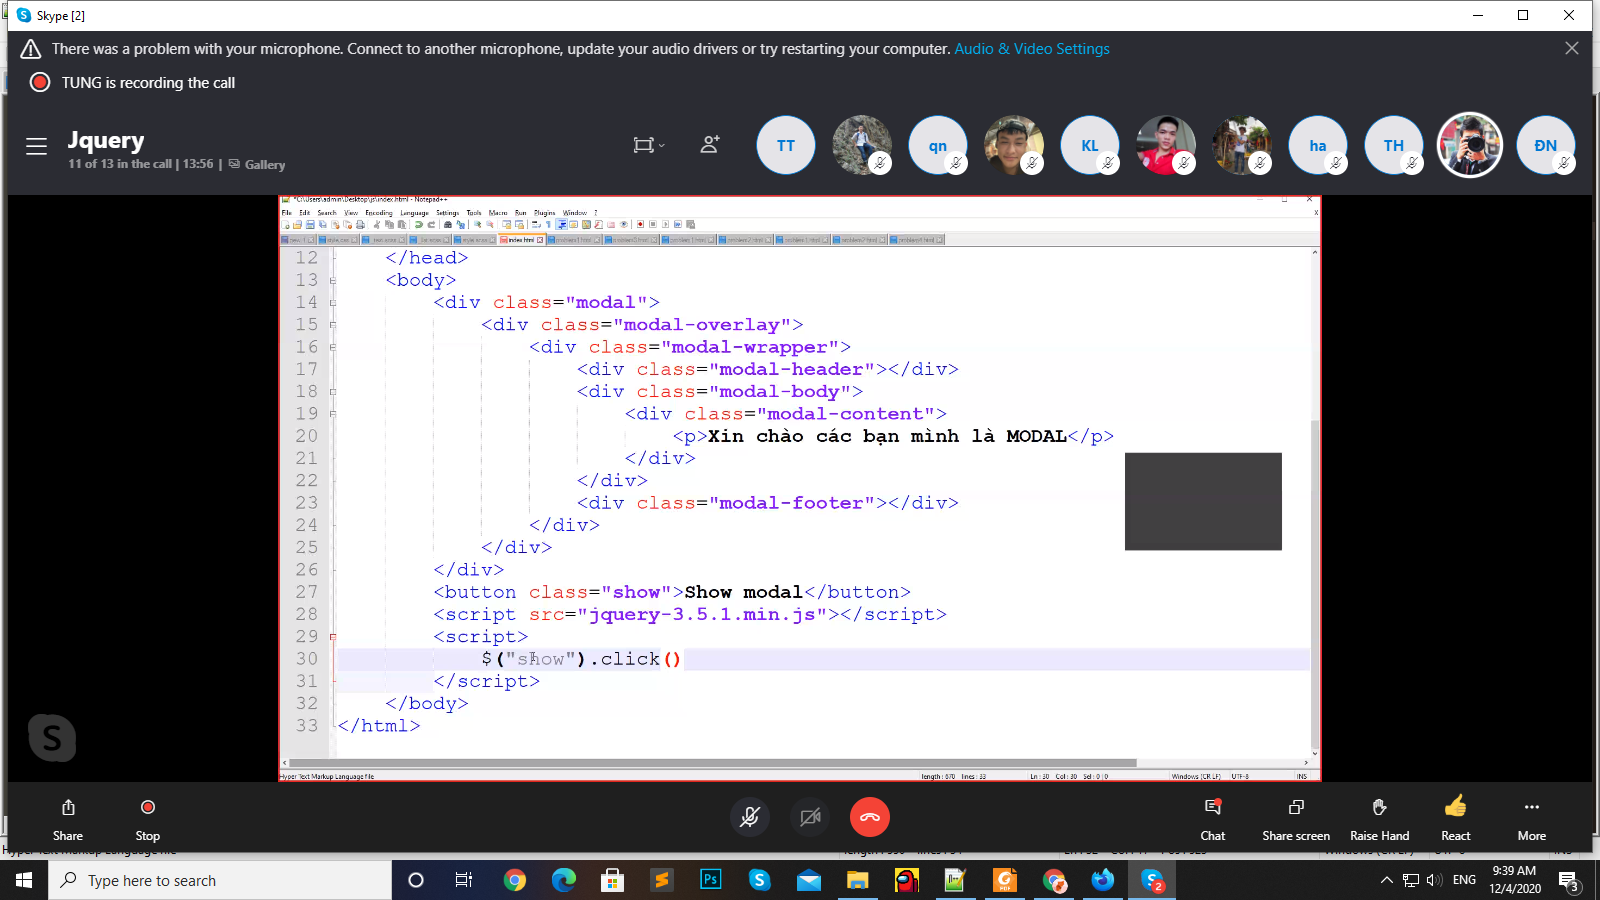 Skype [2]
There was a problem with your microphone. Connect to another microphone, update your audio drivers or try restarting your computer. Audio & Video Settings
TUNG is recording the call
Jquery
11 of 13 in the call | 13:56 | Gallery
TT
qn
KL
ha
TH
ĐN
*C:\Users\admin\Desktop\js\index.html - Notepad++
File Edit Search View Encoding Language Settings Tools Macro Run Plugins Window ?
index.html
12 </head>
13 <body>
14 <div class="modal">
15 <div class="modal-overlay">
16 <div class="modal-wrapper">
17 <div class="modal-header"></div>
18 <div class="modal-body">
19 <div class="modal-content">
20 <p>Xin chào các bạn mình là MODAL</p>
21 </div>
22 </div>
23 <div class="modal-footer"></div>
24 </div>
25 </div>
26 </div>
27 <button class="show">Show modal</button>
28 <script src="jquery-3.5.1.min.js"></script>
29 <script>
30 $("show").click()
31 </script>
32 </body>
33 </html>
Hyper Text Markup Language file length : 670 lines : 33 Ln : 30 Col : 30 Sel : 0 | 0 Windows (CR LF) UTF-8 INS
Share
Stop
Chat
Share screen
Raise Hand
React
More
Type here to search
Ps
ENG
9:39 AM
12/4/2020
2
3